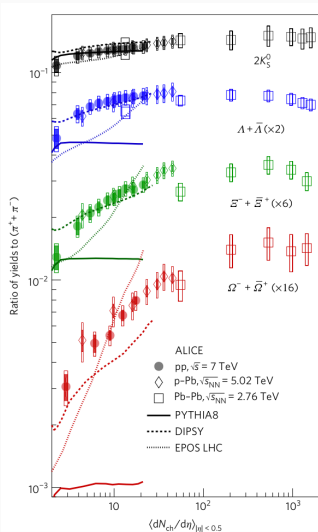 10⁻¹
2K⁰_S
Λ + Λ̅ (×2)
Ξ⁻ + Ξ̅⁺ (×6)
Ratio of yields to (π⁺ + π⁻)
10⁻²
Ω⁻ + Ω̅⁺ (×16)
ALICE
pp, √s = 7 TeV
p–Pb, √s_NN = 5.02 TeV
Pb–Pb, √s_NN = 2.76 TeV
PYTHIA8
DIPSY
EPOS LHC
10⁻³
10 10² 10³
⟨dN_ch/dη⟩_|η| < 0.5